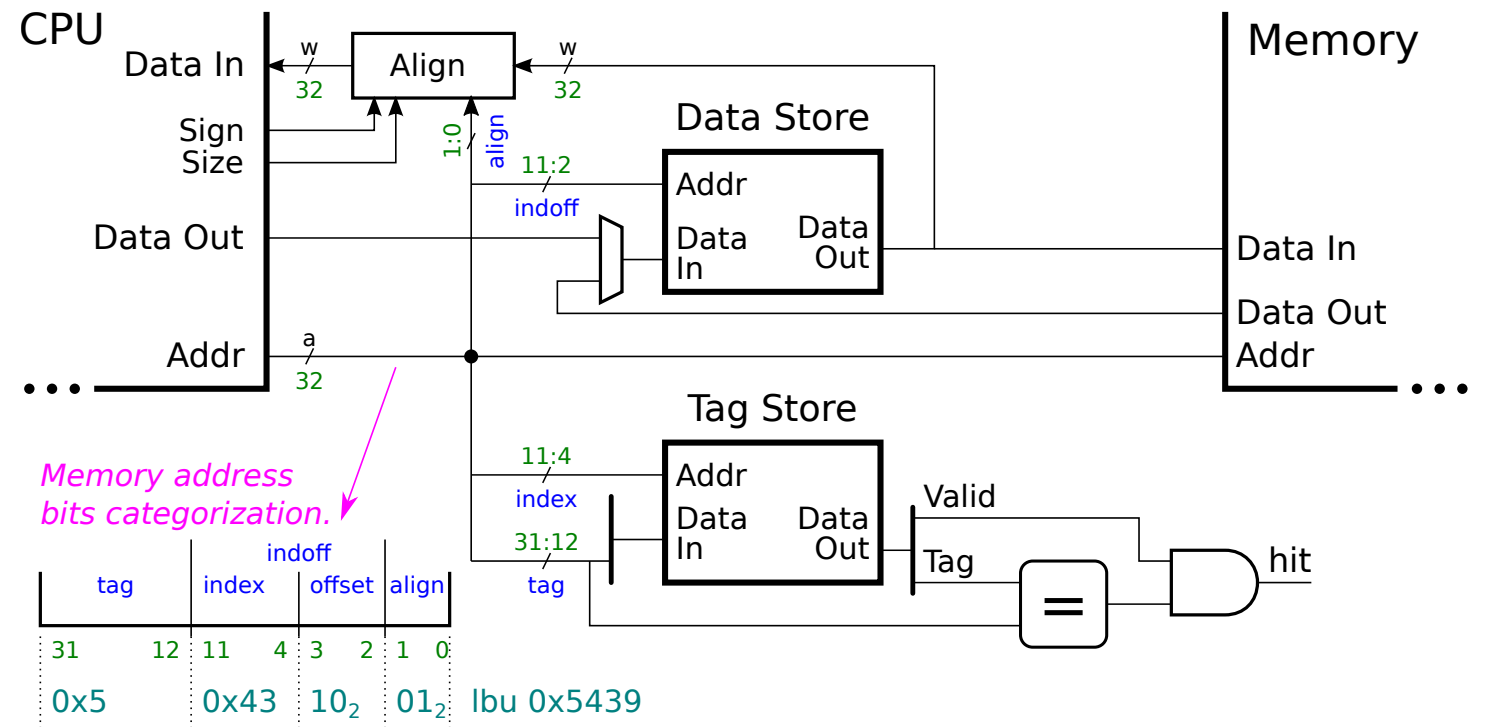 CPU
Memory
Data In
w
32
Align
w
32
Sign
Size
1:0
align
Data Store
11:2
indoff
Addr
Data In
Data Out
Data Out
Data In
Data Out
Addr
a
32
Addr
• • •
• • •
Tag Store
Memory address
bits categorization.
11:4
index
Addr
Data In
Data Out
31:12
tag
Valid
Tag
=
hit
indoff
tag index offset align
31 12 11 4 3 2 1 0
0x5 0x43 10₂ 01₂ lbu 0x5439